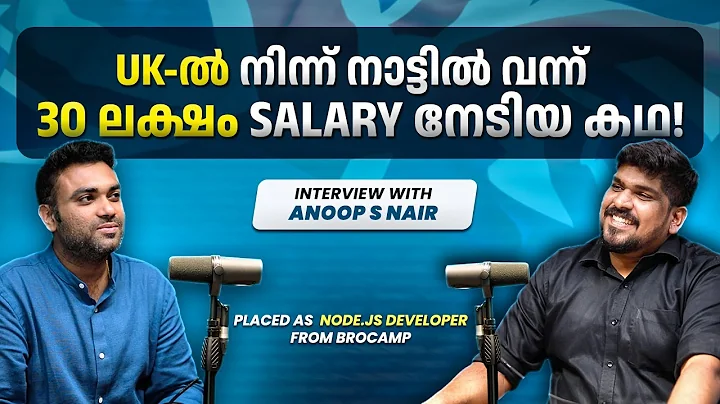 UK-ൽ നിന്ന് നാട്ടിൽ വന്ന്
30 ലക്ഷം SALARY നേടിയ കഥ!
INTERVIEW WITH
ANOOP S NAIR
PLACED AS NODE.JS DEVELOPER
FROM BROCAMP